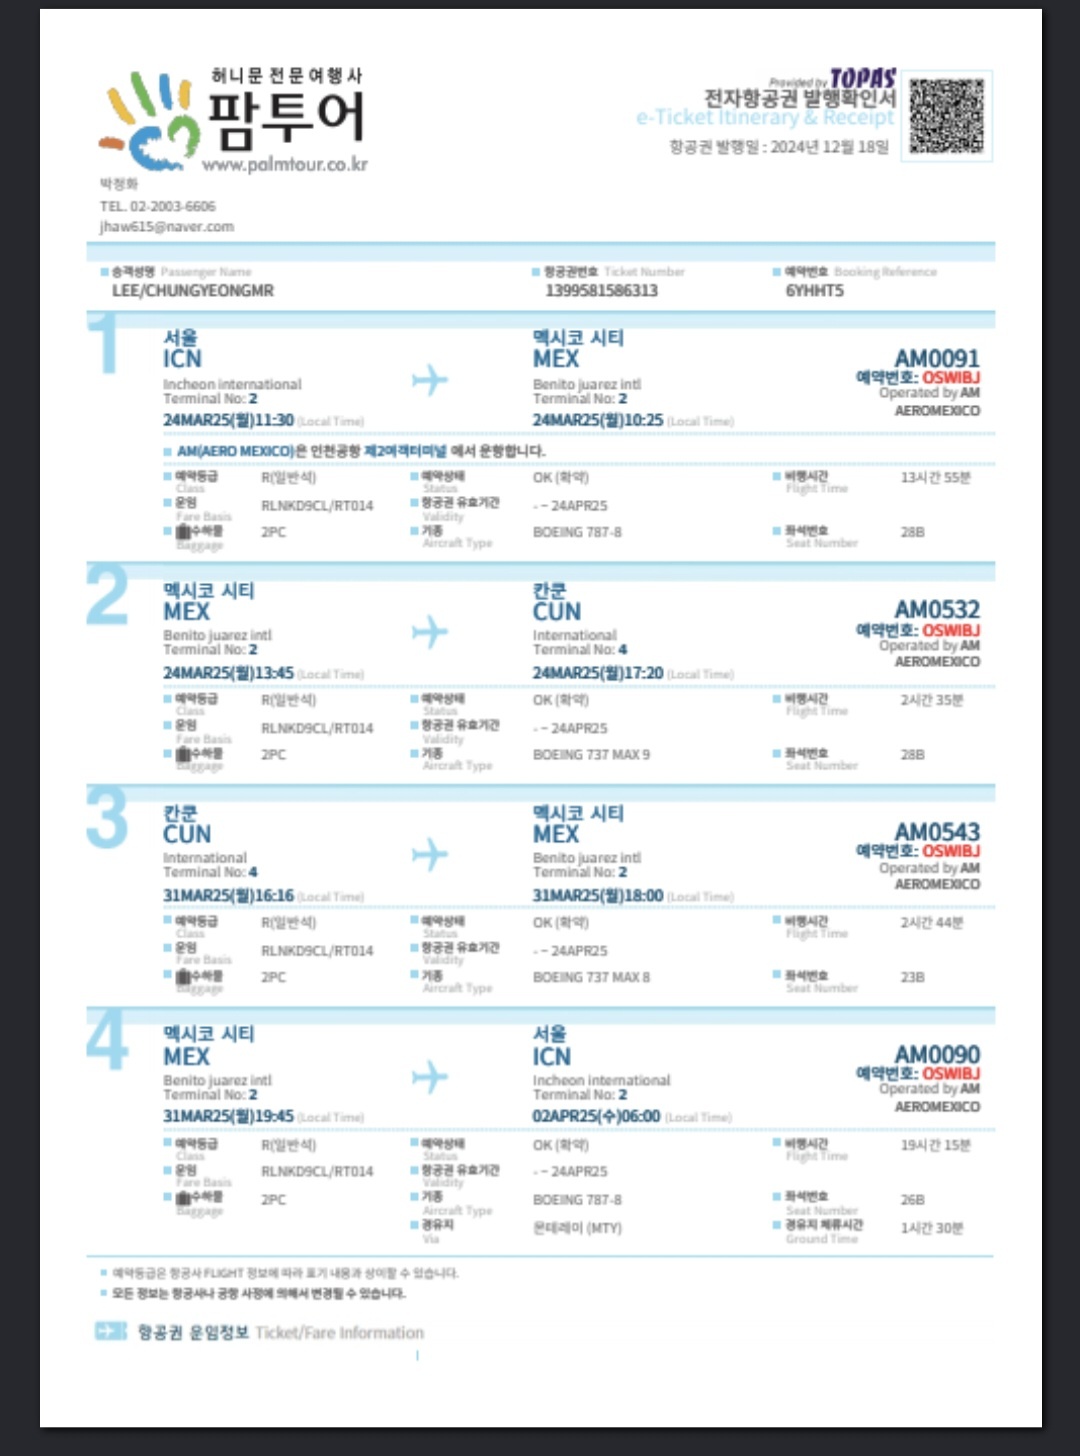 허니문 전문 여행사
팜투어
www.palmtour.co.kr
Provided by TOPAS
전자항공권 발행확인서
e-Ticket Itinerary & Receipt
항공권 발행일 : 2024년 12월 18일
박정화
TEL. 02-2003-6606
jhaw615@naver.com
승객성명 Passenger Name 항공권번호 Ticket Number 예약번호 Booking Reference
LEE/CHUNGYEONGMR 1399581586313 6YHHT5
1
서울 멕시코 시티
ICN MEX AM0091
예약번호: OSWIBJ
Incheon international Benito juarez intl Operated by AM
Terminal No: 2 Terminal No: 2 AEROMEXICO
24MAR25(월)11:30 (Local Time) 24MAR25(월)10:25 (Local Time)
AM(AERO MEXICO)은 인천공항 제2여객터미널 에서 운항합니다.
예약등급 R(일반석) 예약상태 OK (확약) 비행시간 13시간 55분
Class Status Flight Time
운임 RLNKD9CL/RT014 항공권 유효기간 - ~ 24APR25
Fare Basis Validity
수하물 2PC 기종 BOEING 787-8 좌석번호 28B
Baggage Aircraft Type Seat Number
2
멕시코 시티 칸쿤
MEX CUN AM0532
예약번호: OSWIBJ
Benito juarez intl International Operated by AM
Terminal No: 2 Terminal No: 4 AEROMEXICO
24MAR25(월)13:45 (Local Time) 24MAR25(월)17:20 (Local Time)
예약등급 R(일반석) 예약상태 OK (확약) 비행시간 2시간 35분
Class Status Flight Time
운임 RLNKD9CL/RT014 항공권 유효기간 - ~ 24APR25
Fare Basis Validity
수하물 2PC 기종 BOEING 737 MAX 9 좌석번호 28B
Baggage Aircraft Type Seat Number
3
칸쿤 멕시코 시티
CUN MEX AM0543
예약번호: OSWIBJ
International Benito juarez intl Operated by AM
Terminal No: 4 Terminal No: 2 AEROMEXICO
31MAR25(월)16:16 (Local Time) 31MAR25(월)18:00 (Local Time)
예약등급 R(일반석) 예약상태 OK (확약) 비행시간 2시간 44분
Class Status Flight Time
운임 RLNKD9CL/RT014 항공권 유효기간 - ~ 24APR25
Fare Basis Validity
수하물 2PC 기종 BOEING 737 MAX 8 좌석번호 23B
Baggage Aircraft Type Seat Number
4
멕시코 시티 서울
MEX ICN AM0090
예약번호: OSWIBJ
Benito juarez intl Incheon international Operated by AM
Terminal No: 2 Terminal No: 2 AEROMEXICO
31MAR25(월)19:45 (Local Time) 02APR25(수)06:00 (Local Time)
예약등급 R(일반석) 예약상태 OK (확약) 비행시간 19시간 15분
Class Status Flight Time
운임 RLNKD9CL/RT014 항공권 유효기간 - ~ 24APR25
Fare Basis Validity
수하물 2PC 기종 BOEING 787-8 좌석번호 26B
Baggage Aircraft Type Seat Number
경유지 몬테레이 (MTY) 경유지 체류시간 1시간 30분
Via Ground Time
예약등급은 항공사 FLIGHT 정보에 따라 표기 내용과 상이할 수 있습니다.
모든 정보는 항공사나 공항 사정에 의해서 변경될 수 있습니다.
항공권 운임정보 Ticket/Fare Information